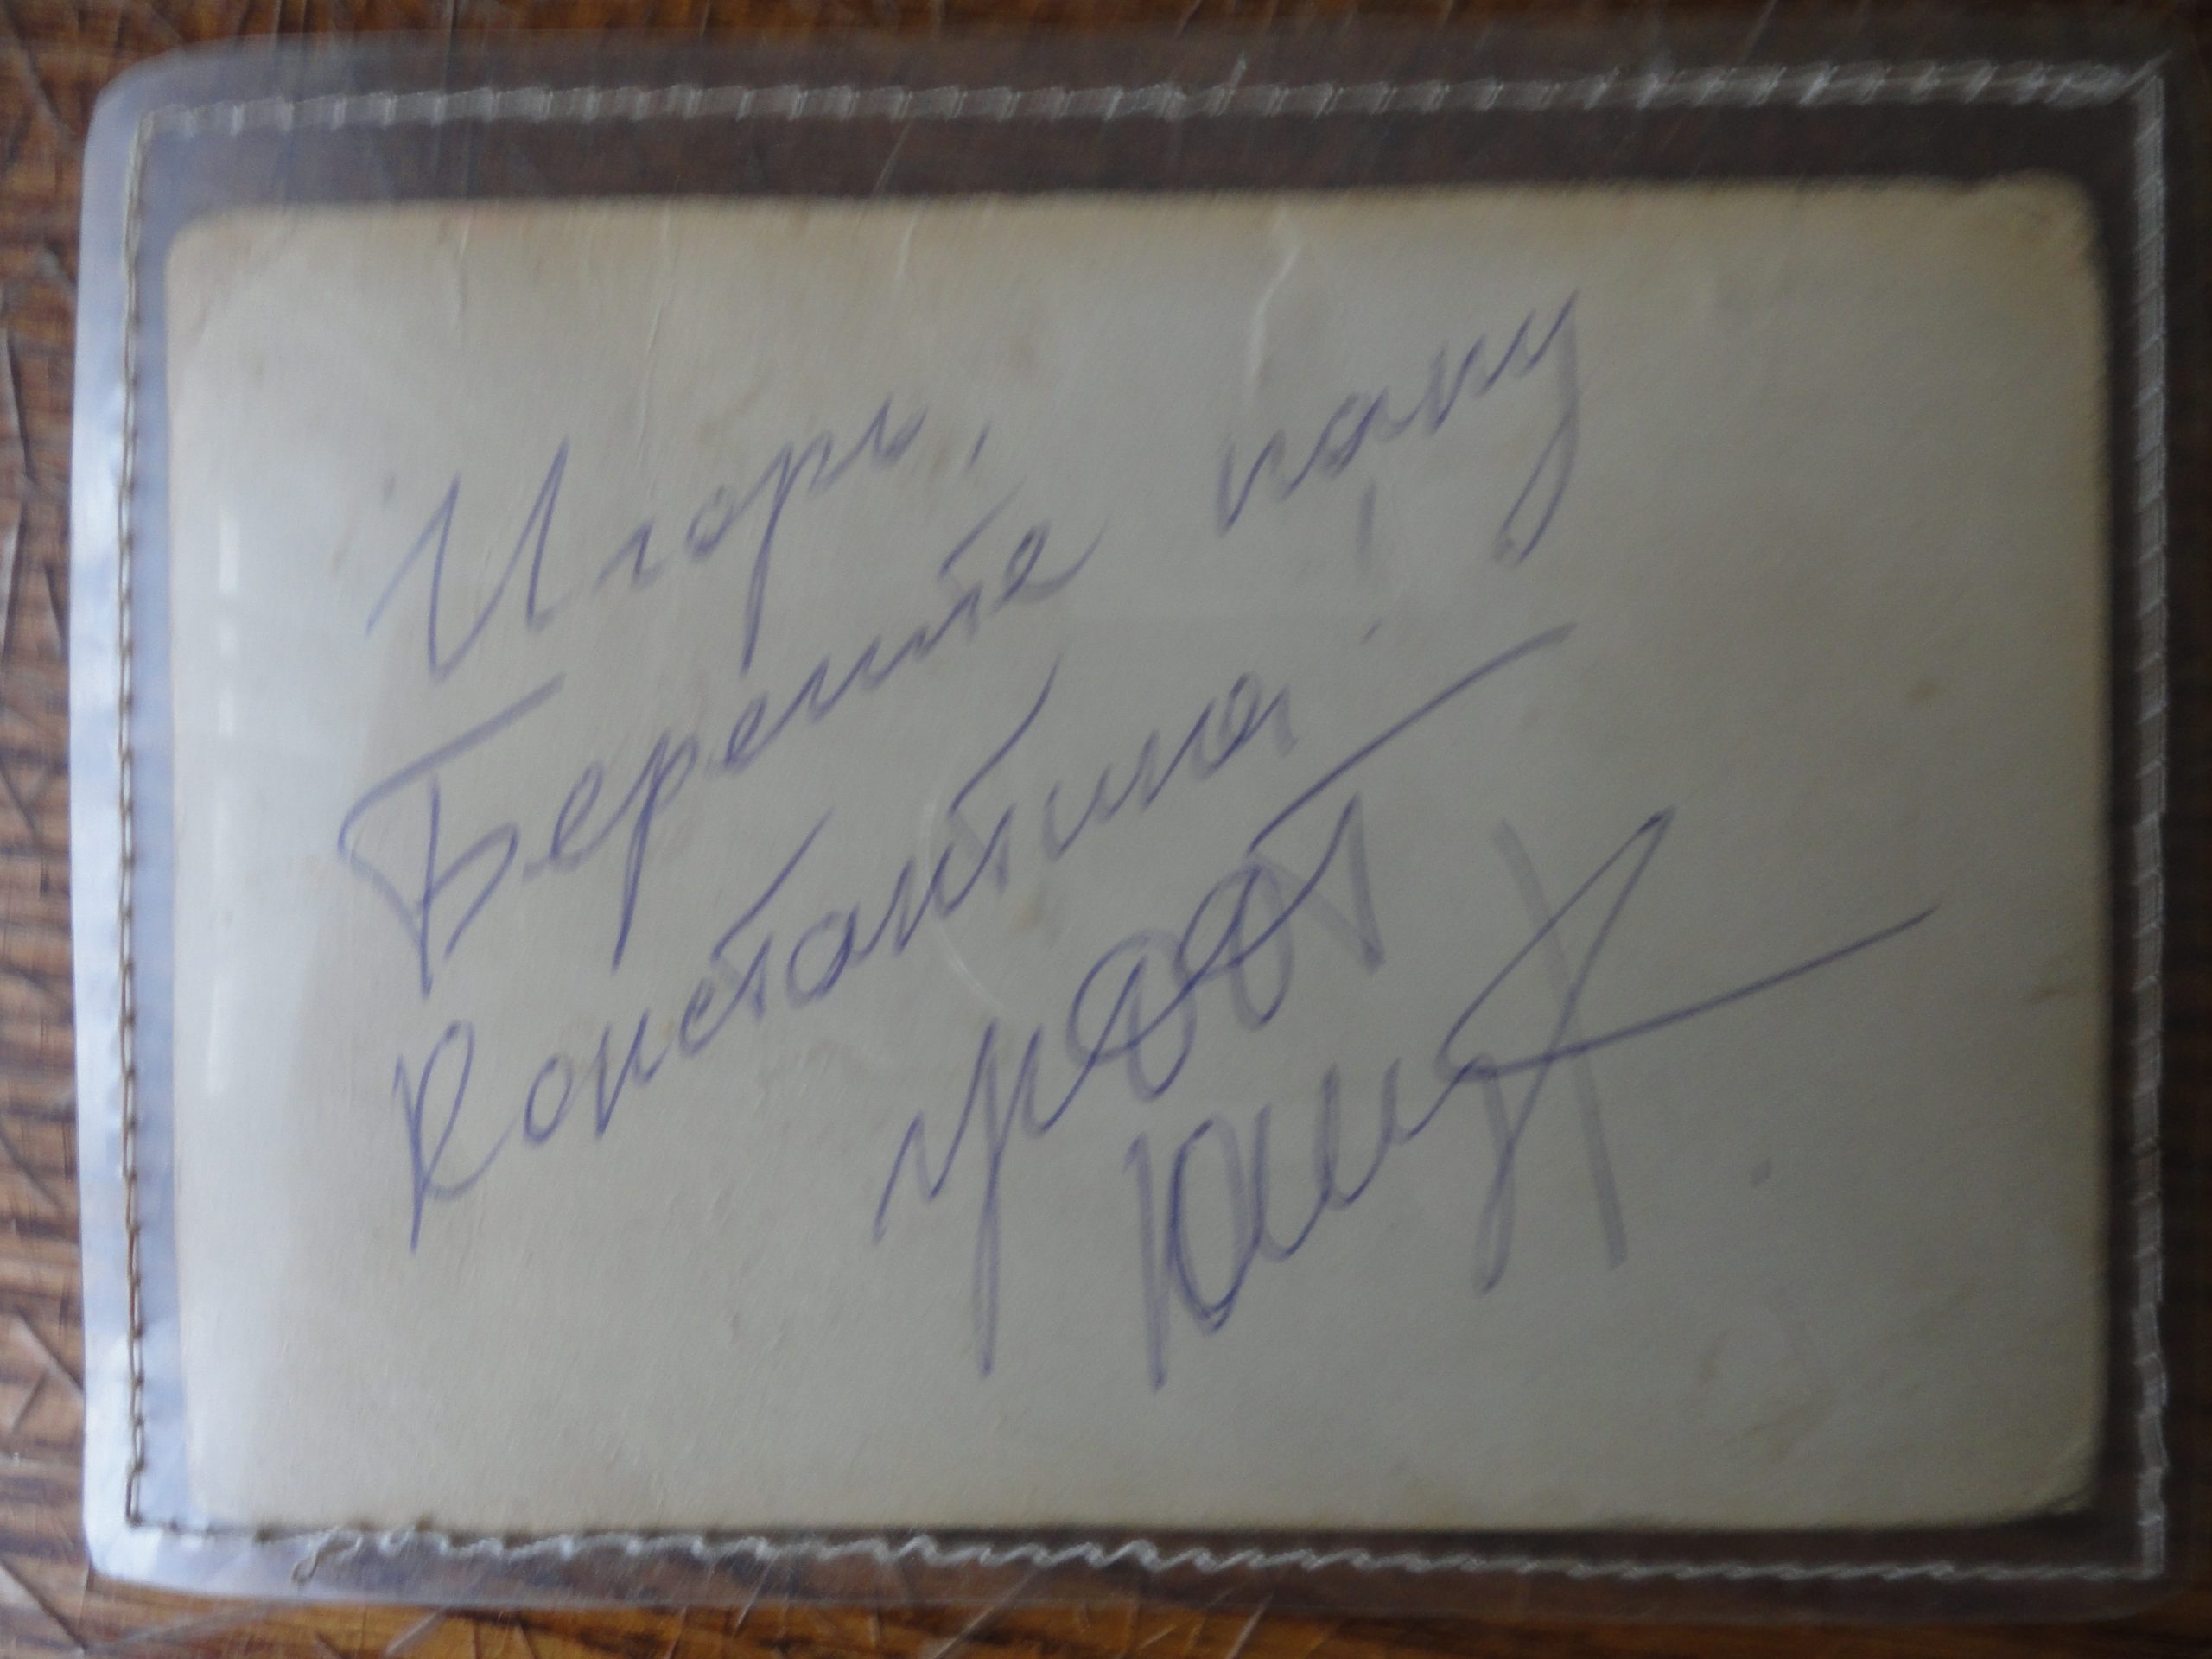 Игорь,
Берегите папу
Константина!